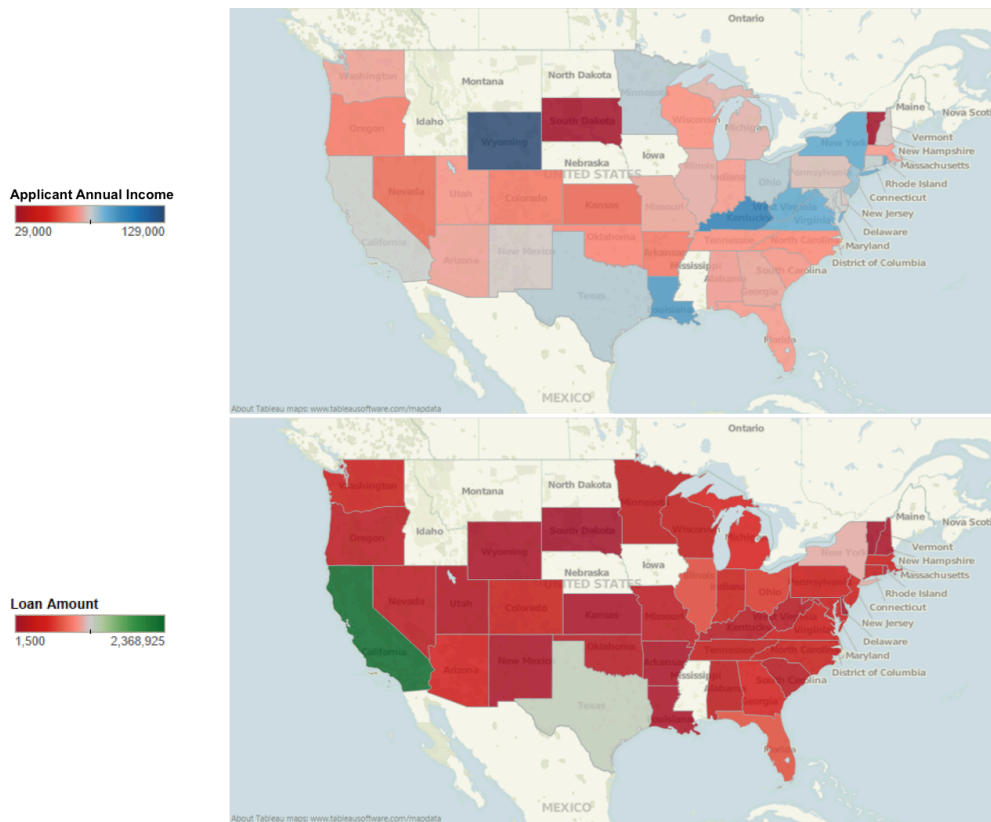 Ontario
Washington
Montana
North Dakota
Minnesota
Maine
Nova Scoti
Oregon
Idaho
South Dakota
Wisconsin
Michigan
Vermont
Wyoming
New York
New Hampshire
Massachusetts
Nebraska
Iowa
UNITED STATES
Illinois
Indiana
Ohio
Pennsylvania
Rhode Island
Connecticut
Applicant Annual Income
29,000
129,000
Nevada
Utah
Colorado
Kansas
Missouri
West Virginia
Kentucky
Virginia
New Jersey
Delaware
Maryland
California
Arizona
New Mexico
Oklahoma
Arkansas
Tennessee
North Carolina
District of Columbia
Mississippi
Alabama
South Carolina
Georgia
Texas
Louisiana
Florida
MEXICO
About Tableau maps: www.tableausoftware.com/mapdata
Ontario
Washington
Montana
North Dakota
Minnesota
Maine
Nova Scoti
Oregon
Idaho
South Dakota
Wisconsin
Michig
Vermont
Wyoming
New York
New Hampshire
Massachusetts
Nebraska
Iowa
UNITED STATES
Illinois
Indiana
Ohio
Pennsylvania
Rhode Island
Connecticut
Loan Amount
1,500
2,368,925
Nevada
Utah
Colorado
Kansas
Missouri
West Virginia
Kentucky
Virginia
New Jersey
Delaware
Maryland
California
Arizona
New Mexico
Oklahoma
Arkansas
Tennessee
North Carolina
District of Columbia
Mississippi
Alabama
South Carolina
Georgia
Texas
Louisiana
Florida
MEXICO
About Tableau maps: www.tableausoftware.com/mapdata